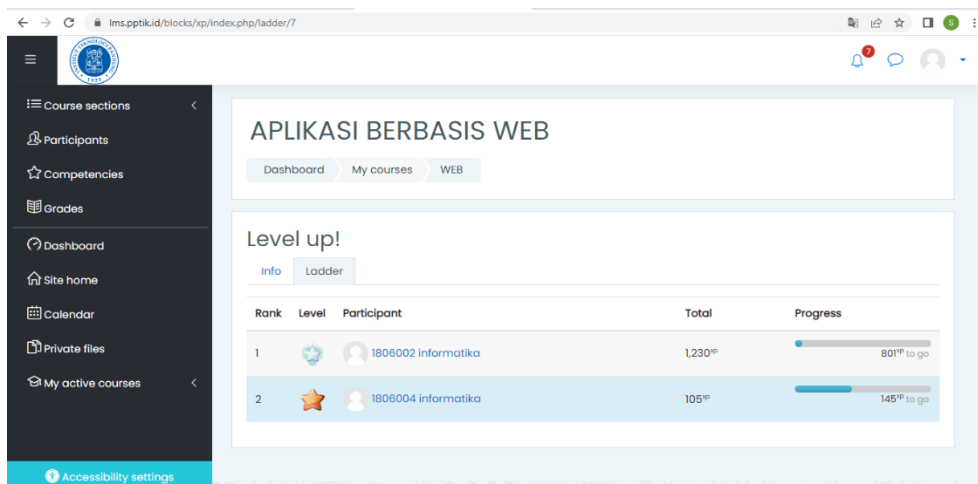 lms.pptik.id/blocks/xp/index.php/ladder/7
S
7
Course sections
Participants
Competencies
Grades
Dashboard
Site home
Calendar
Private files
My active courses
Accessibility settings
APLIKASI BERBASIS WEB
Dashboard My courses WEB
Level up!
Info Ladder
Rank Level Participant Total Progress
1 1806002 informatika 1,230xp 801xp to go
2 1806004 informatika 105xp 145xp to go